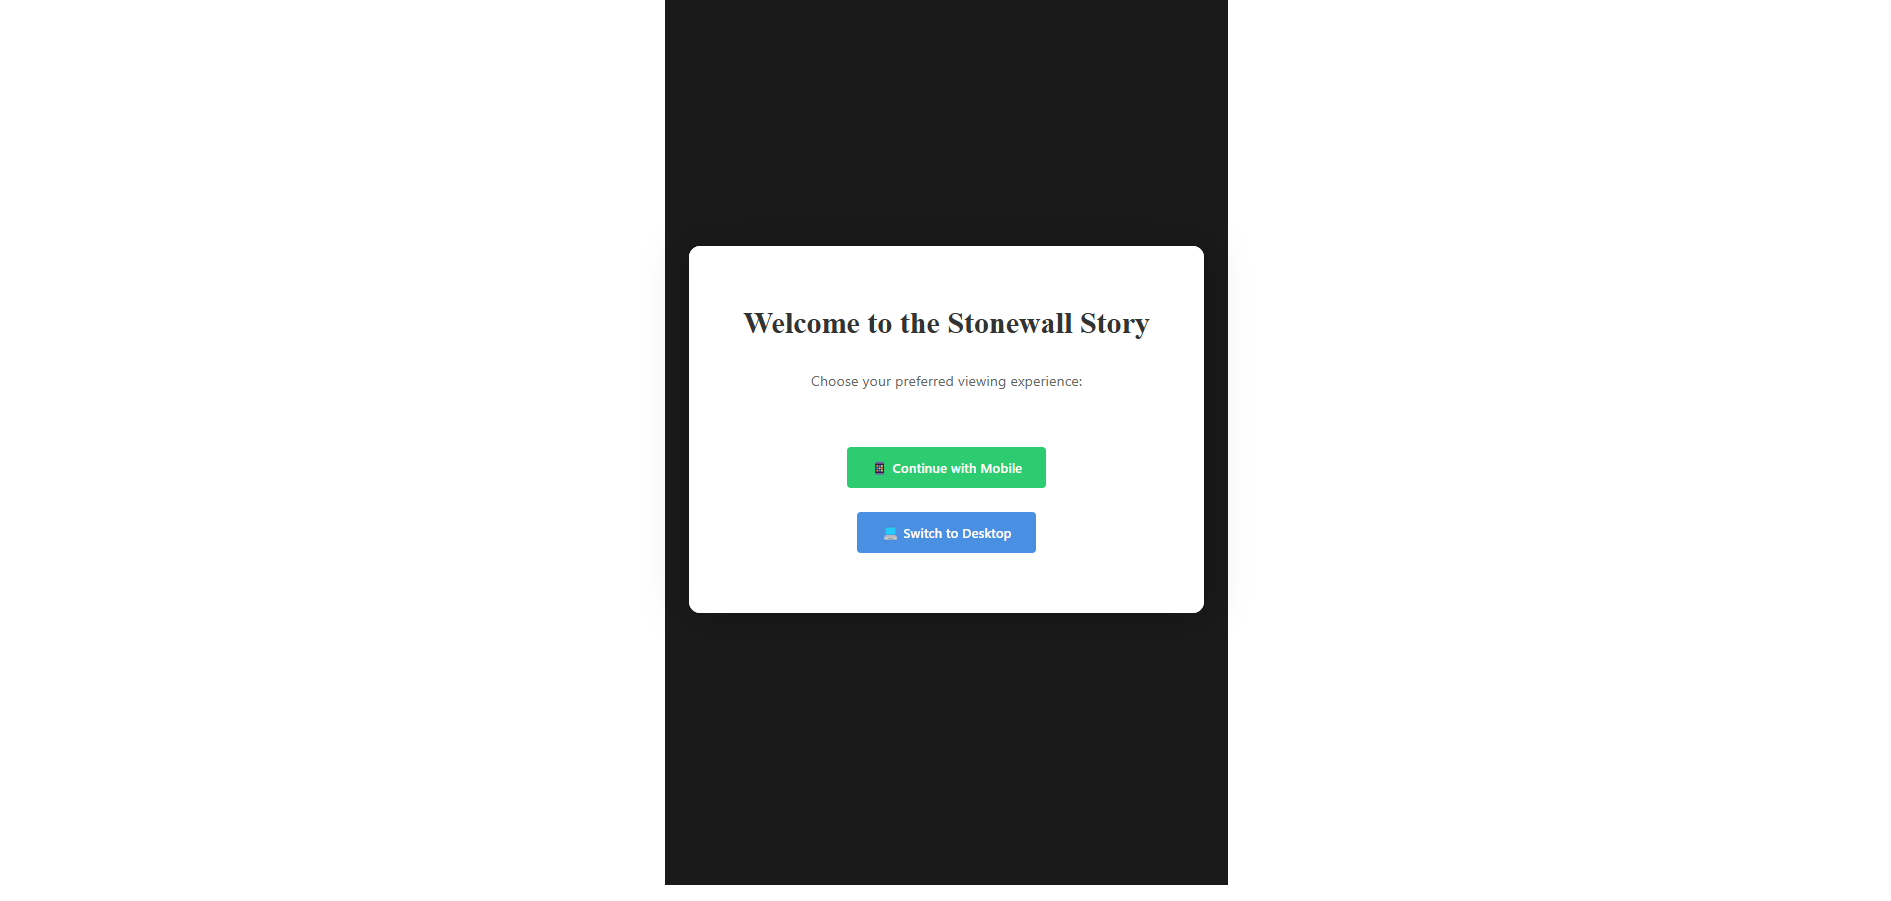 Welcome to the Stonewall Story
Choose your preferred viewing experience:
📱 Continue with Mobile
💻 Switch to Desktop